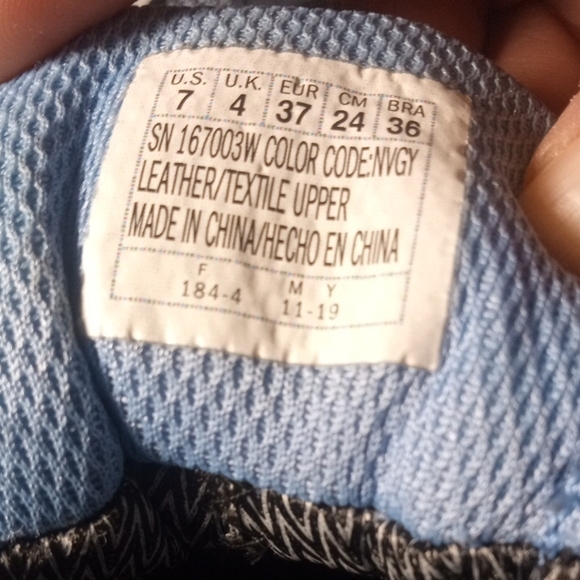 U.S. U.K. EUR CM BRA
7 4 37 24 36
SN 167003W COLOR CODE:NVGY
LEATHER/TEXTILE UPPER
MADE IN CHINA/HECHO EN CHINA
F M Y
184-4 11-19